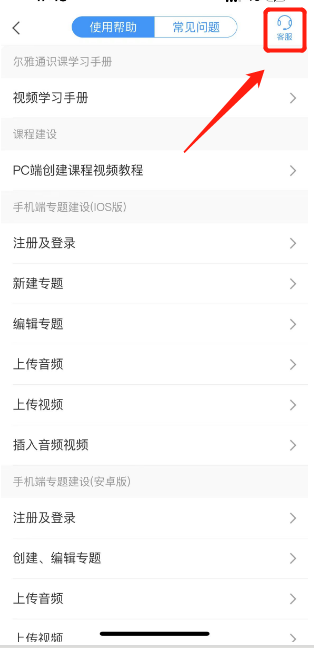 使用帮助 常见问题
客服
尔雅通识课学习手册
视频学习手册
课程建设
PC端创建课程视频教程
手机端专题建设(IOS版)
注册及登录
新建专题
编辑专题
上传音频
上传视频
插入音频视频
手机端专题建设(安卓版)
注册及登录
创建、编辑专题
上传音频
上传视频